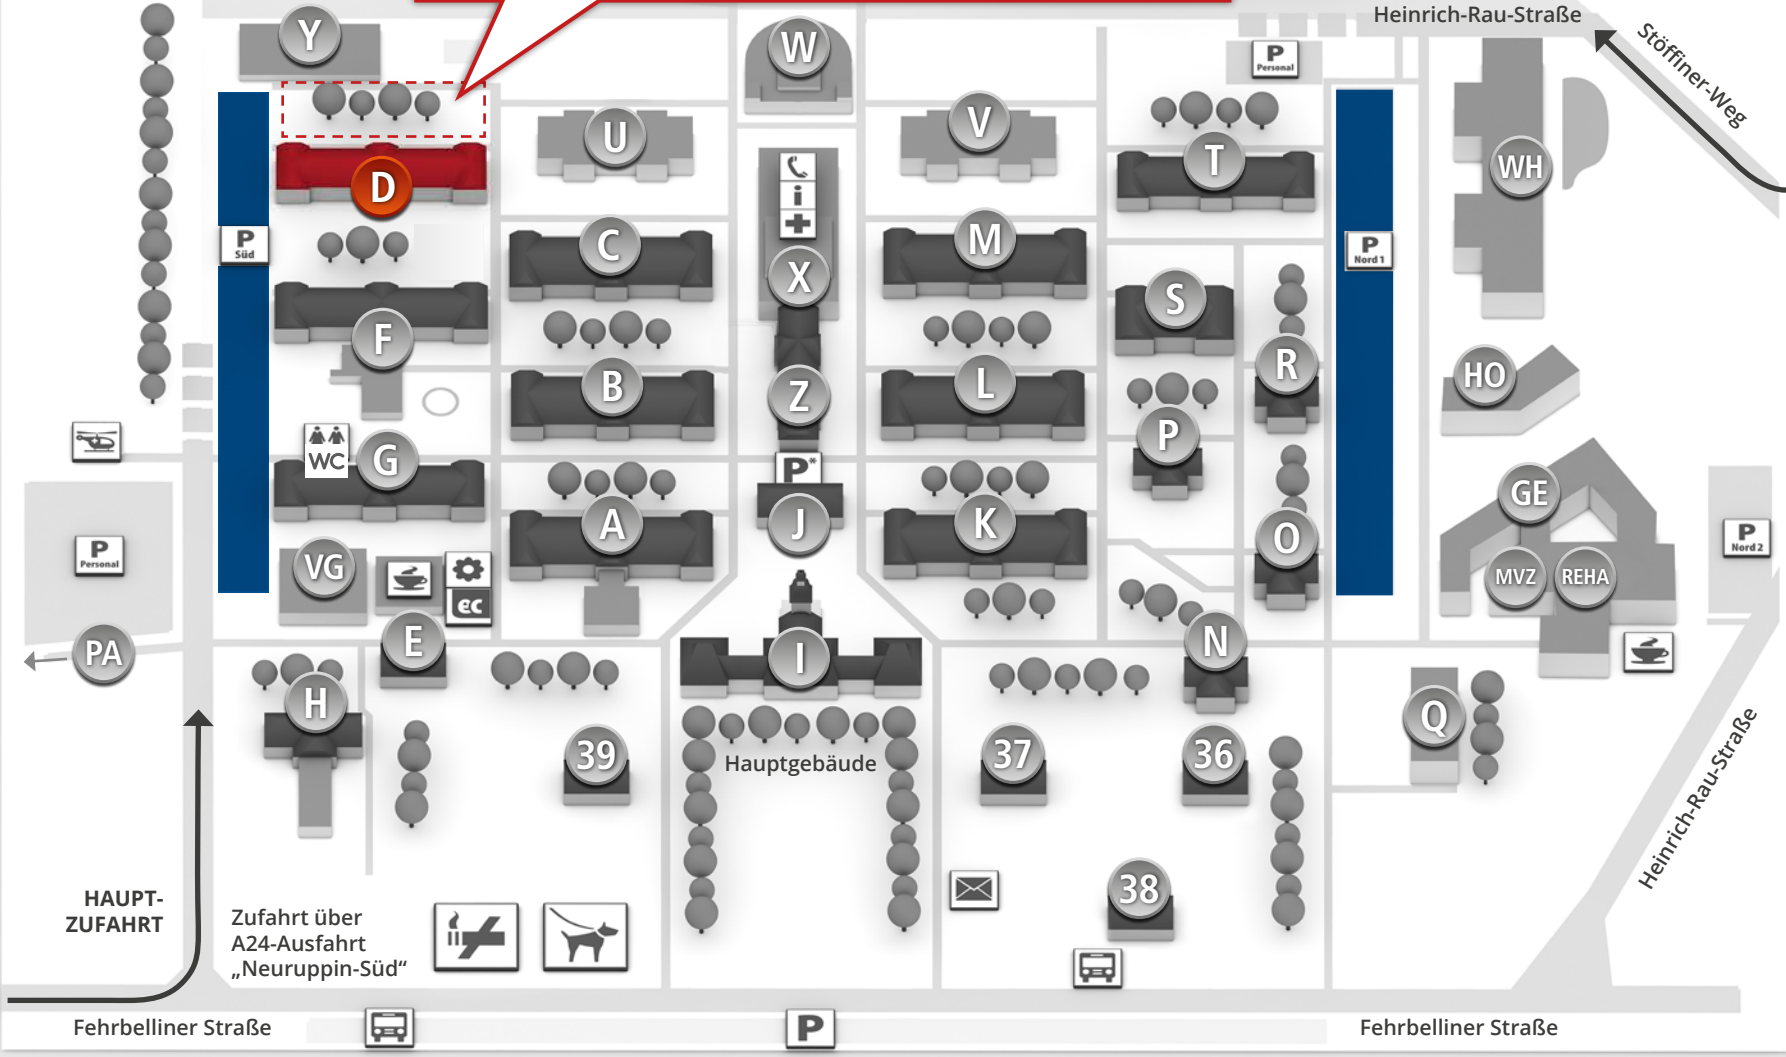 Heinrich-Rau-Straße
Stöffiner-Weg
Y
W
P
Personal
U
V
T
WH
D
P
Süd
C
M
P
Nord 1
i
X
S
F
R
HO
B
Z
L
P
WC
G
P*
GE
A
J
K
O
P
Personal
P
Nord 2
VG
ec
MVZ
REHA
PA
E
I
N
H
Q
39
Hauptgebäude
37
36
Heinrich-Rau-Straße
38
HAUPT-
ZUFAHRT
Zufahrt über
A24-Ausfahrt
„Neuruppin-Süd“
Fehrbelliner Straße
P
Fehrbelliner Straße